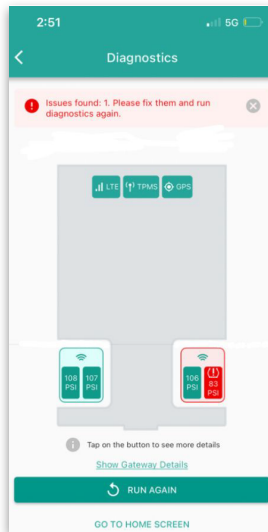 2:51 5G
Diagnostics
Issues found: 1. Please fix them and run
diagnostics again.
LTE TPMS GPS
108 PSI 107 PSI 106 PSI 83 PSI
Tap on the button to see more details
Show Gateway Details
RUN AGAIN
GO TO HOME SCREEN